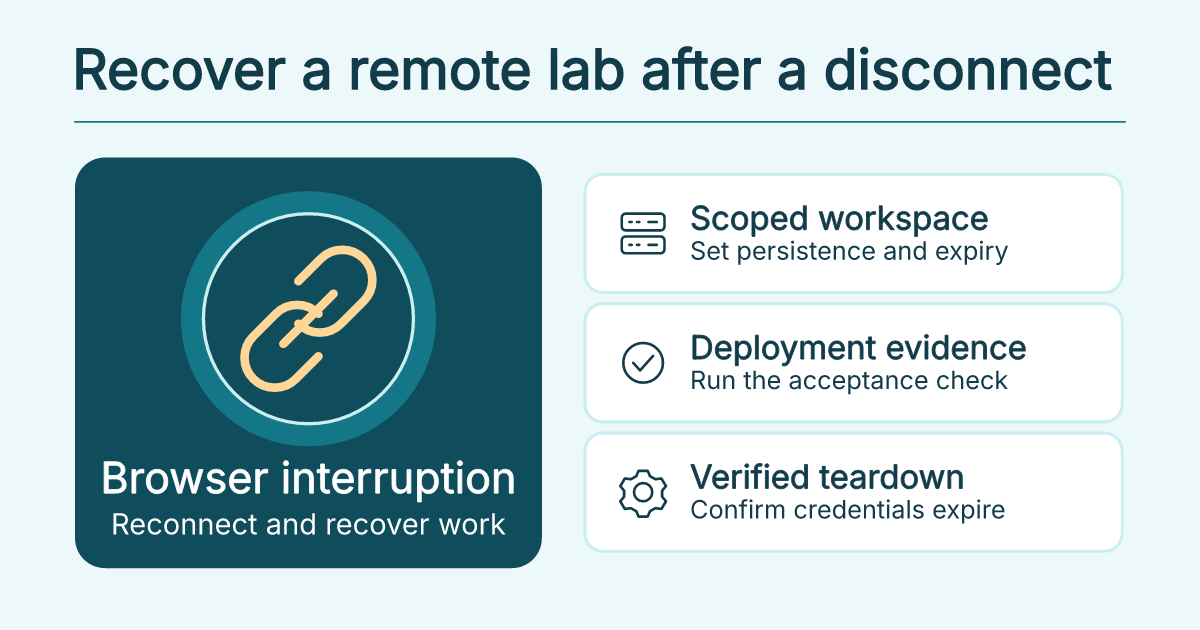 Recover a remote lab after a disconnect
Browser interruption
Reconnect and recover work
Scoped workspace
Set persistence and expiry
Deployment evidence
Run the acceptance check
Verified teardown
Confirm credentials expire